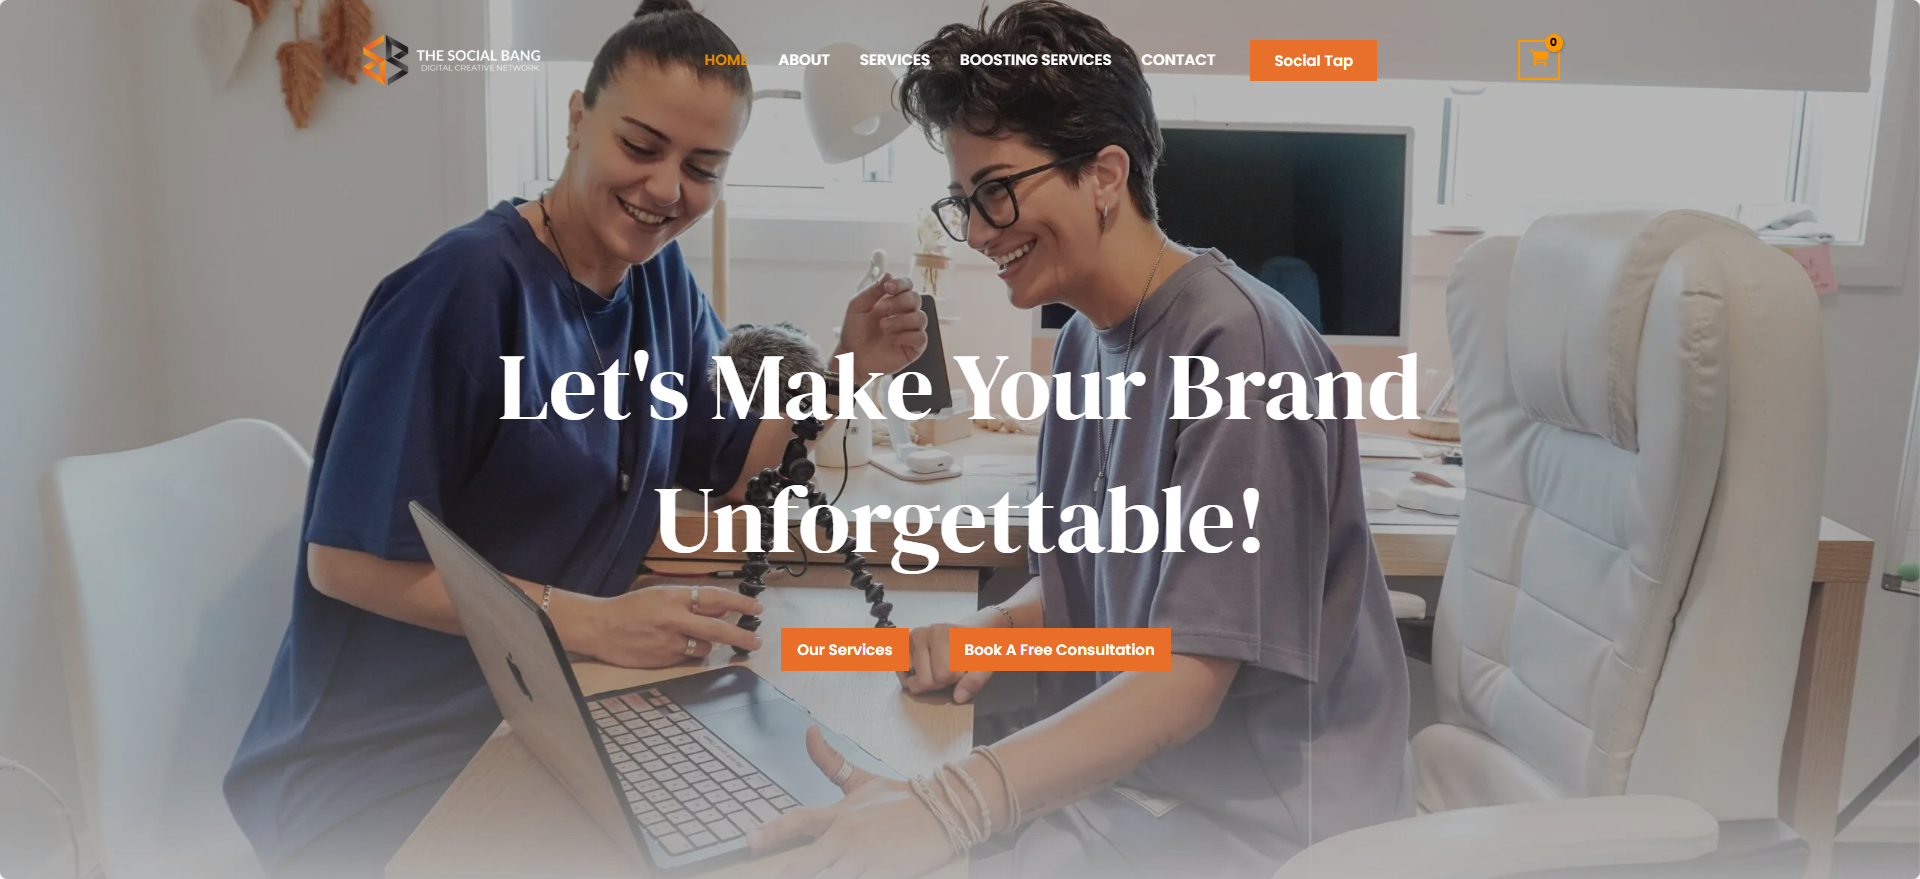 THE SOCIAL BANG
DIGITAL CREATIVE NETWORK
HOME
ABOUT
SERVICES
BOOSTING SERVICES
CONTACT
Social Tap
0
Let's Make Your Brand
Unforgettable!
Our Services
Book A Free Consultation